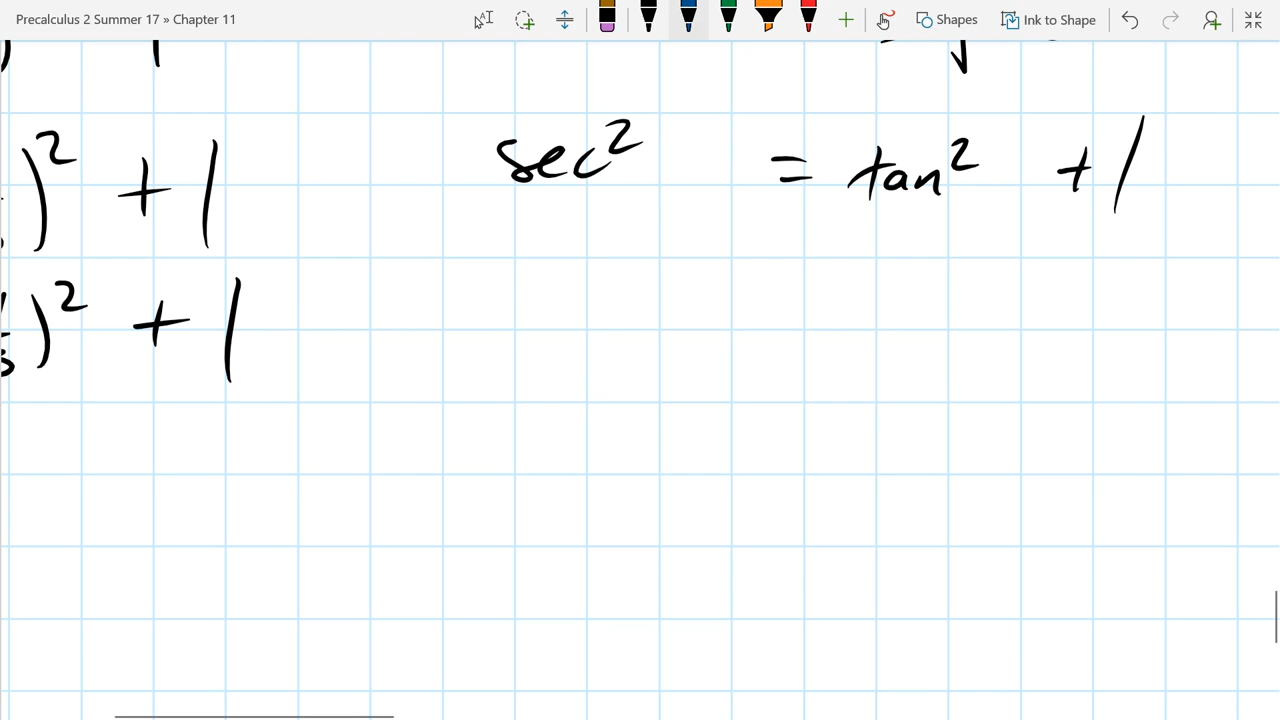 Precalculus 2 Summer 17 » Chapter 11
Shapes
Ink to Shape
)² + 1
sec² = tan² + 1
)² + 1